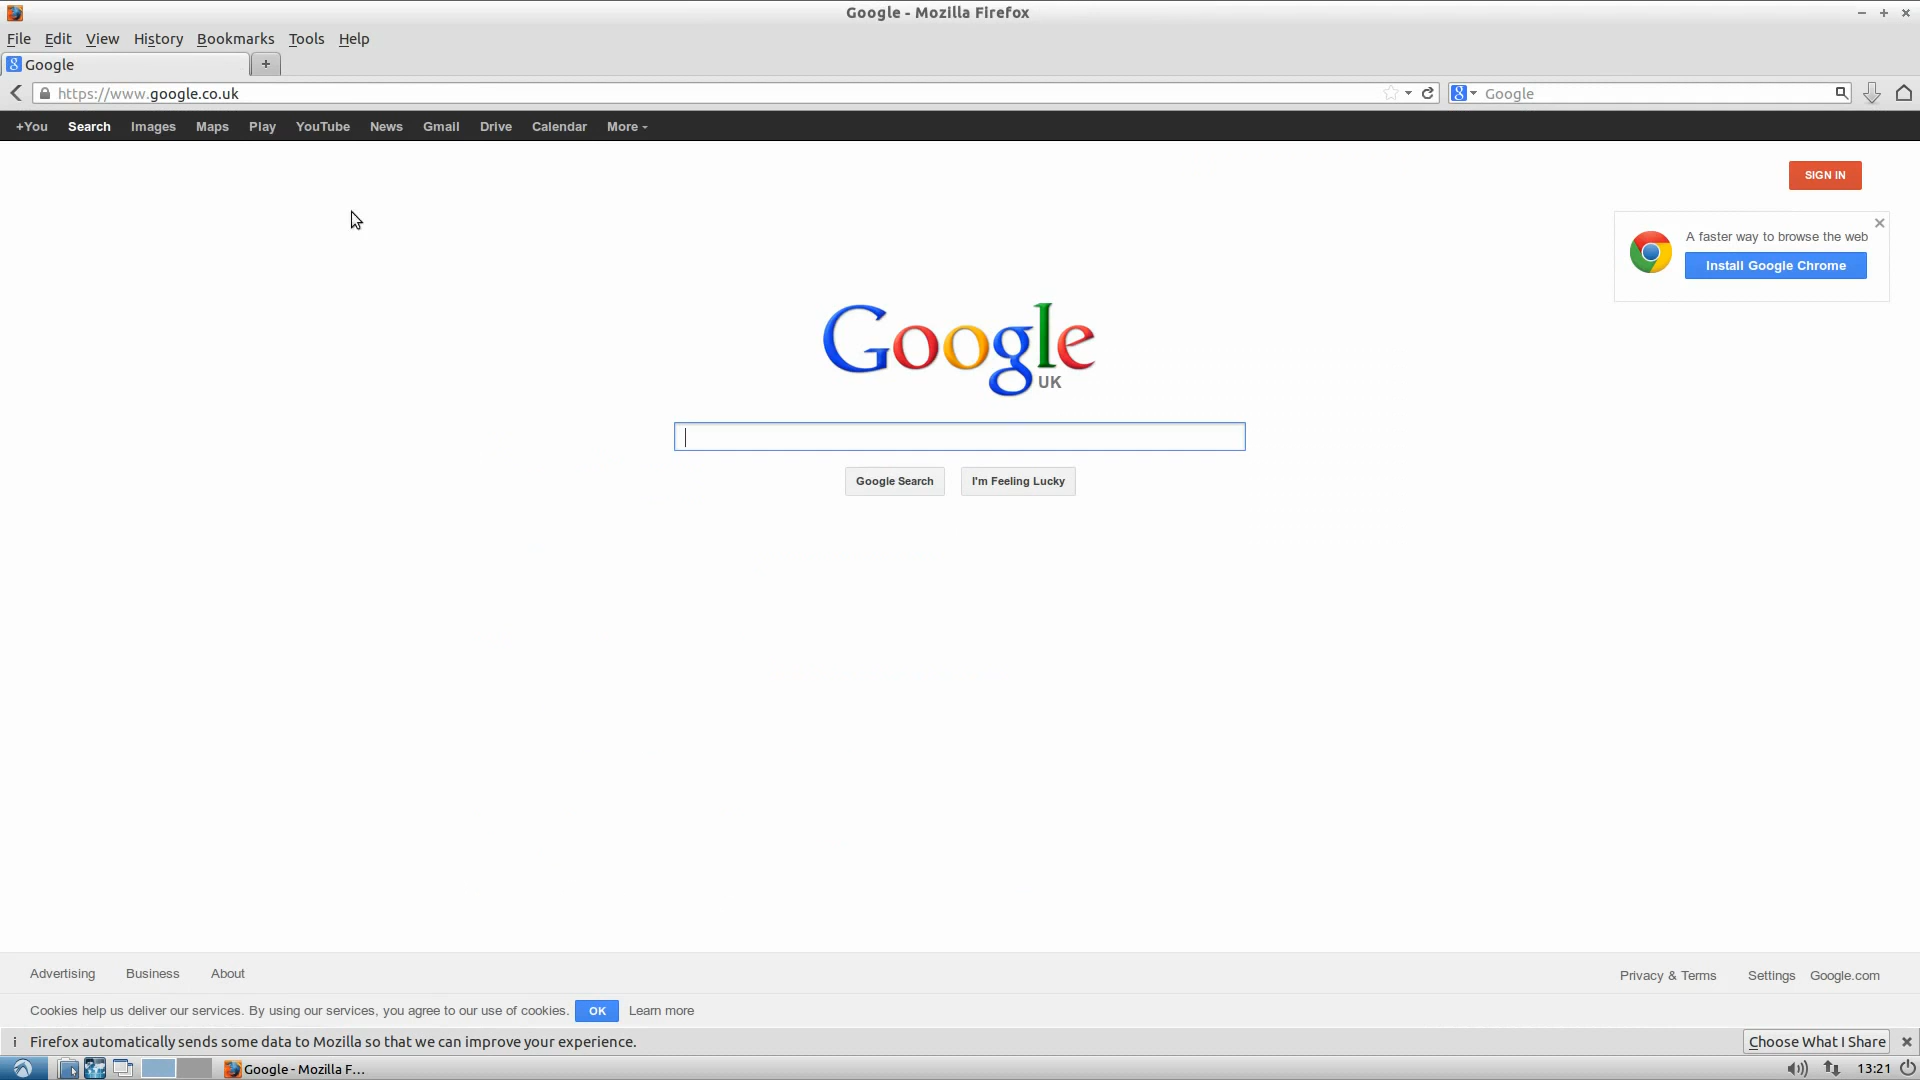 Google - Mozilla Firefox
File Edit View History Bookmarks Tools Help
Google
https://www.google.co.uk
Google
+You Search Images Maps Play YouTube News Gmail Drive Calendar More
SIGN IN
A faster way to browse the web
Install Google Chrome
Google
UK
Google Search I'm Feeling Lucky
Advertising Business About
Privacy & Terms Settings Google.com
Cookies help us deliver our services. By using our services, you agree to our use of cookies. OK Learn more
i Firefox automatically sends some data to Mozilla so that we can improve your experience. Choose What I Share
Google - Mozilla F... 13:21